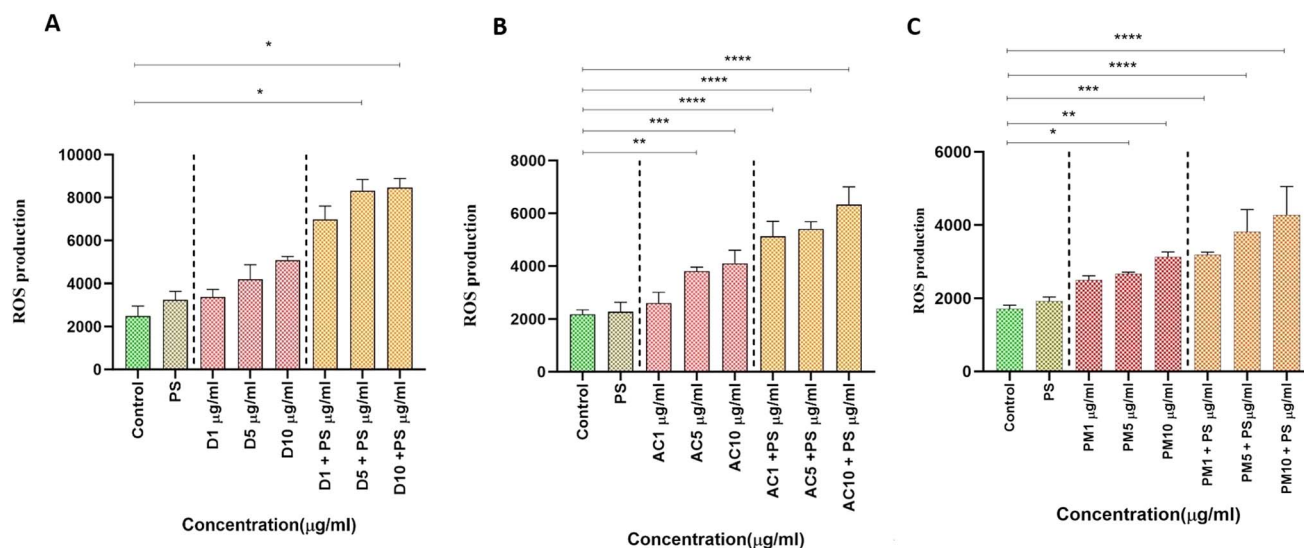 A
*
*
ROS production
10000
8000
6000
4000
2000
0
Control
PS
D1 μg/ml
D5 μg/ml
D10 μg/ml
D1 + PS μg/ml
D5 + PS μg/ml
D10 +PS μg/ml
Concentration(μg/ml)
B
****
****
****
***
**
ROS production
8000
6000
4000
2000
0
Control
PS
AC1 μg/ml
AC5 μg/ml
AC10 μg/ml
AC1 +PS μg/ml
AC5 +PS μg/ml
AC10 + PS μg/ml
Concentration(μg/ml)
C
****
****
***
**
*
ROS production
6000
4000
2000
0
Control
PS
PM1 μg/ml
PM5 μg/ml
PM10 μg/ml
PM1 + PS μg/ml
PM5 + PSμg/ml
PM10 + PS μg/ml
Concentration(μg/ml)